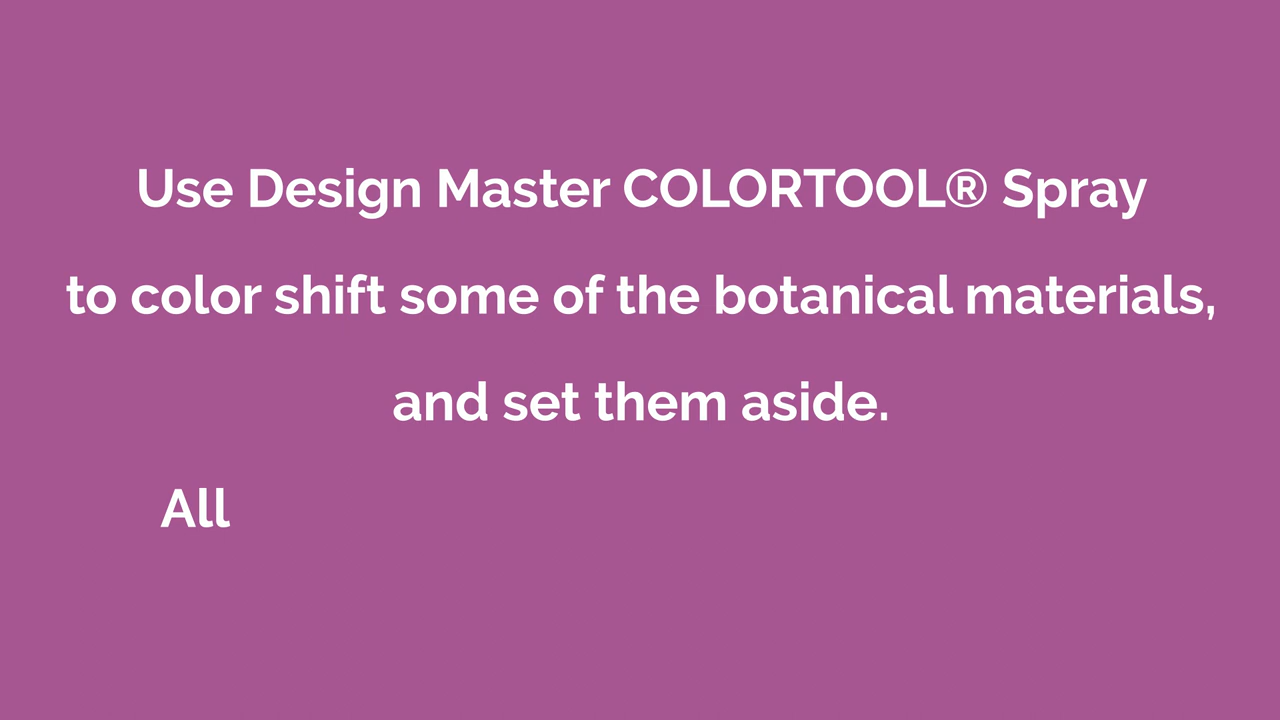 Use Design Master COLORTOOL® Spray
to color shift some of the botanical materials,
and set them aside.
All